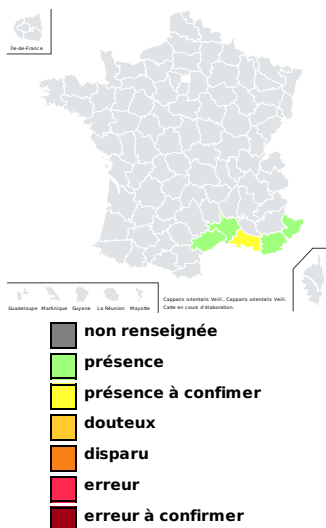 Île-de-France
Guadeloupe Martinique Guyane La Réunion Mayotte
Capparis orientalis Veill., Capparis orientalis Veill.
Carte en cours d'élaboration.
non renseignée
présence
présence à confimer
douteux
disparu
erreur
erreur à confirmer